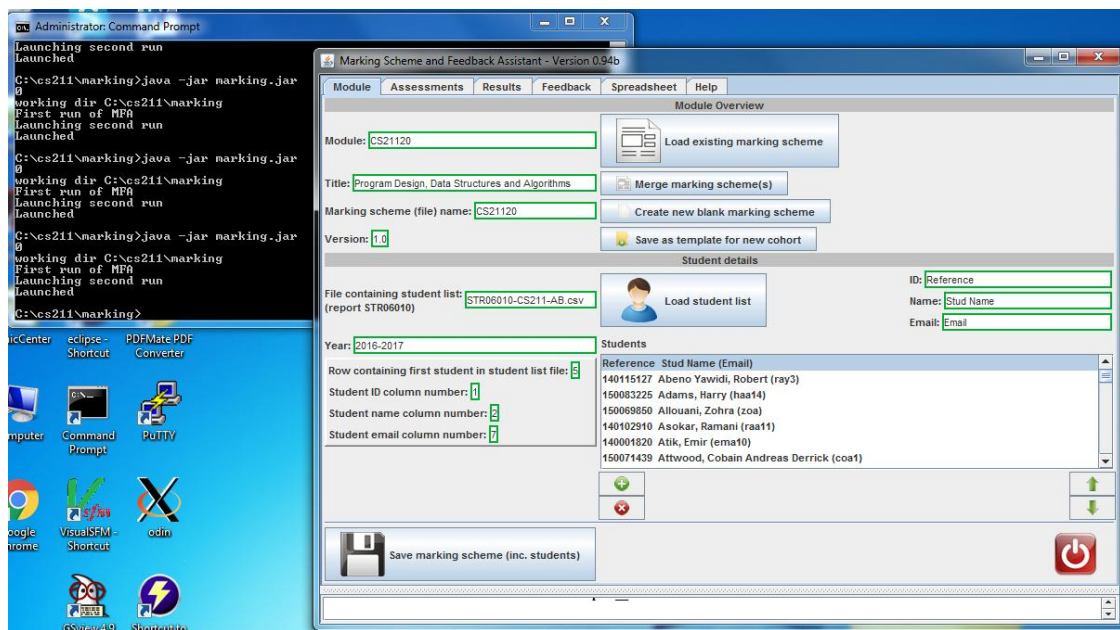 Administrator: Command Prompt
Launching second run
Launched
C:\cs211\marking>java -jar marking.jar
0
working dir C:\cs211\marking
First run of MFA
Launching second run
Launched
C:\cs211\marking>java -jar marking.jar
0
working dir C:\cs211\marking
First run of MFA
Launching second run
Launched
C:\cs211\marking>java -jar marking.jar
0
working dir C:\cs211\marking
First run of MFA
Launching second run
Launched
C:\cs211\marking>
icCenter
eclipse - Shortcut
PDFMate PDF Converter
mputer
Command Prompt
PuTTY
oogle
hrome
VisualSFM - Shortcut
odin
Marking Scheme and Feedback Assistant - Version 0.94b
Module Assessments Results Feedback Spreadsheet Help
Module Overview
Module: CS21120
Load existing marking scheme
Title: Program Design, Data Structures and Algorithms
Merge marking scheme(s)
Marking scheme (file) name: CS21120
Create new blank marking scheme
Version: 1.0
Save as template for new cohort
Student details
File containing student list: STR06010-CS211-AB.csv
(report STR06010)
Load student list
ID: Reference
Name: Stud Name
Email: Email
Year: 2016-2017
Students
Row containing first student in student list file: 5
Student ID column number: 1
Student name column number: 2
Student email column number: 7
Reference Stud Name (Email)
140115127 Abeno Yawidi, Robert (ray3)
150083225 Adams, Harry (haa14)
150069850 Allouani, Zohra (zoa)
140102910 Asokar, Ramani (raa11)
140001820 Atik, Emir (ema10)
150071439 Attwood, Cobain Andreas Derrick (coa1)
Save marking scheme (inc. students)